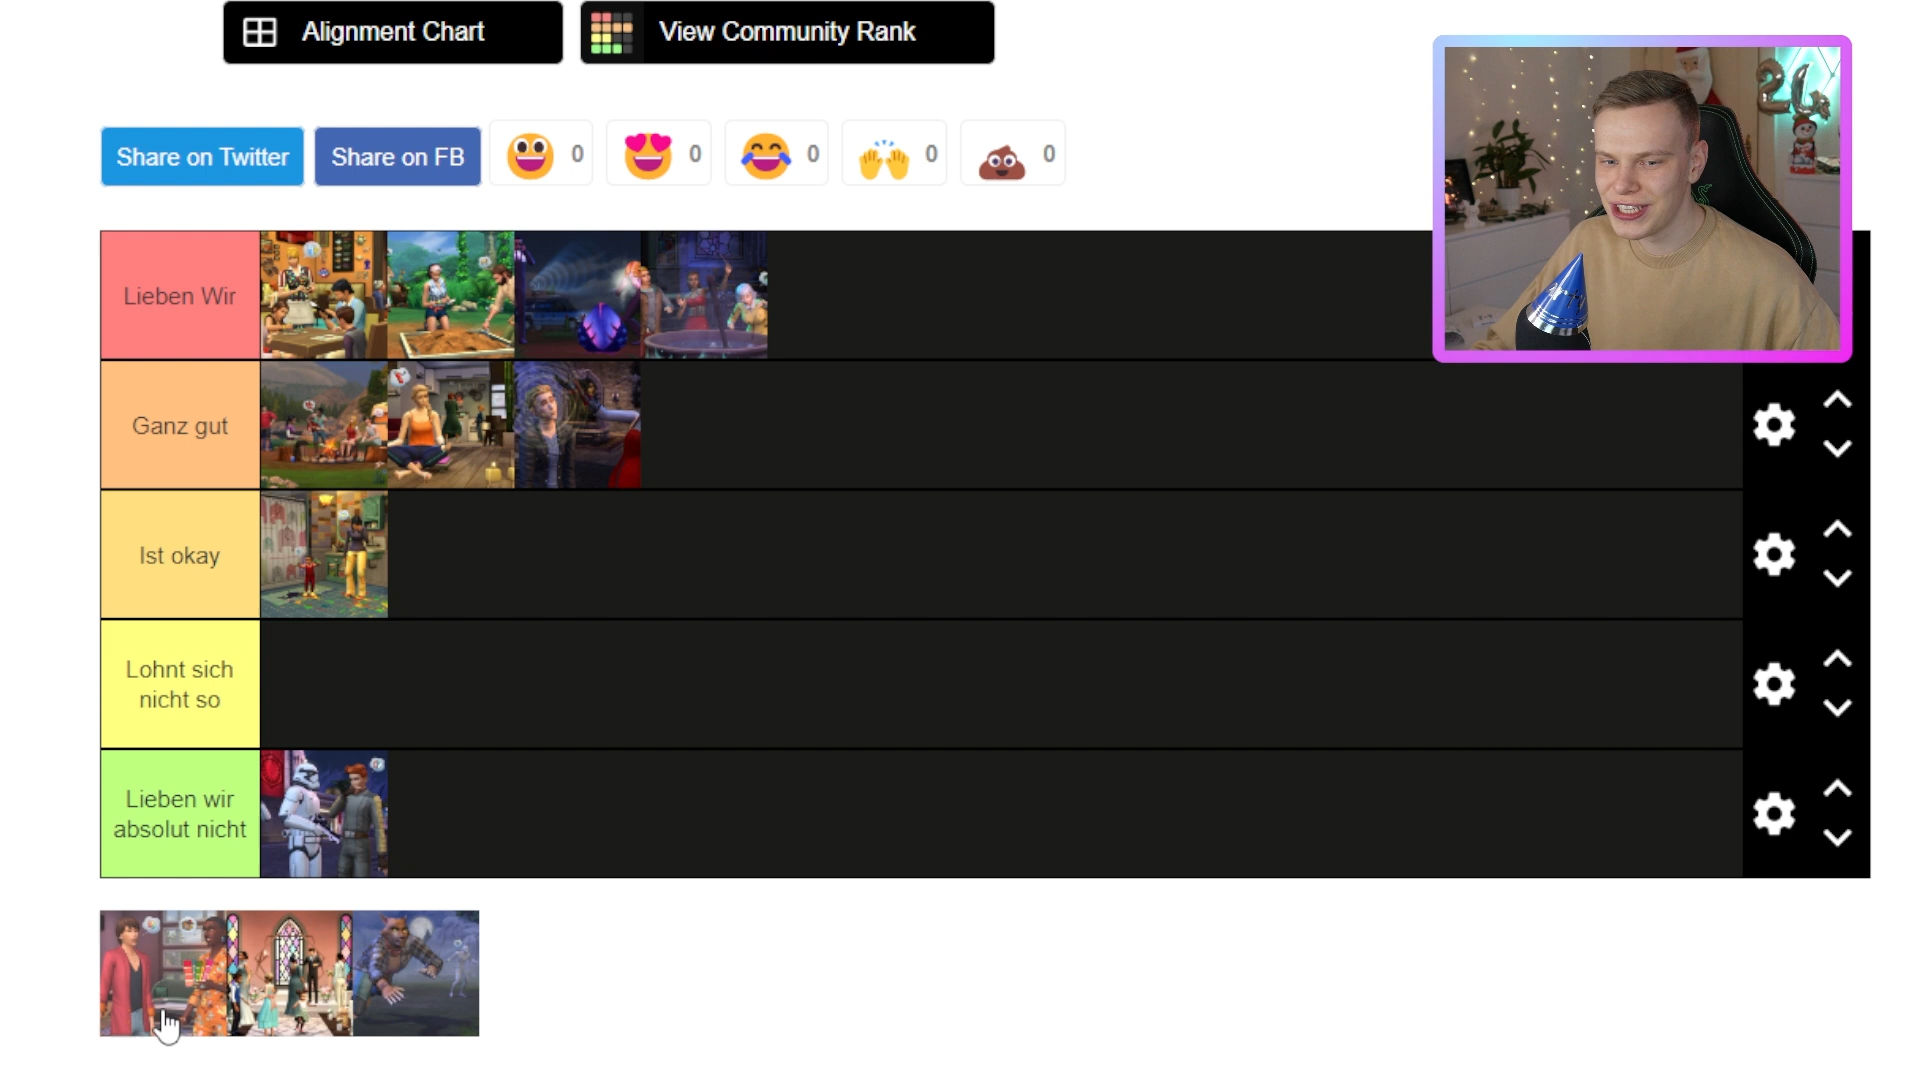 Alignment Chart
View Community Rank
Share on Twitter
Share on FB
0
0
0
0
0
24
Lieben Wir
Ganz gut
Ist okay
Lohnt sich
nicht so
Lieben wir
absolut nicht